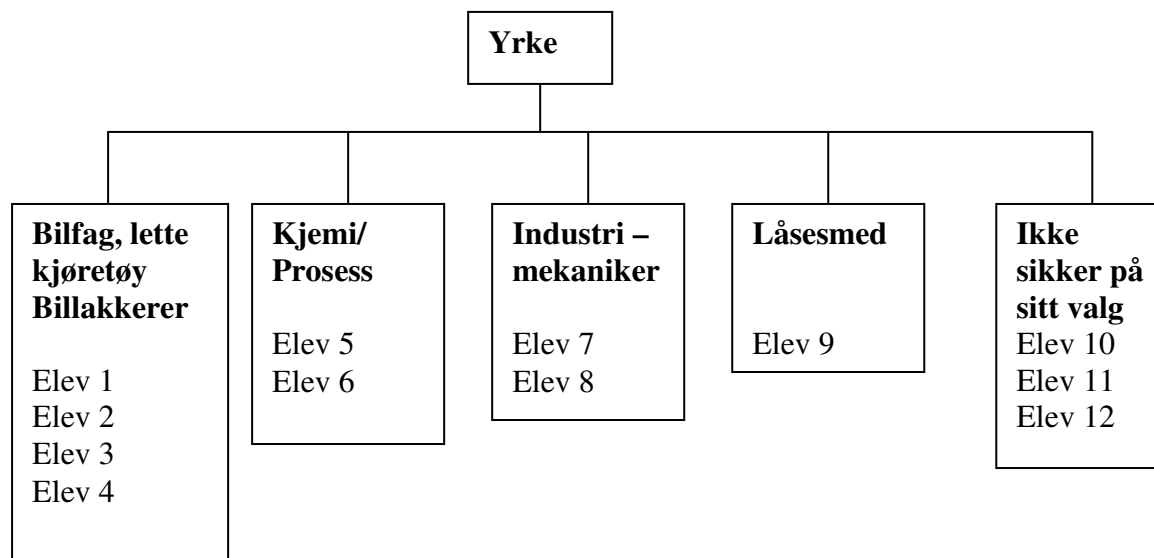 Yrke
Bilfag, lette
kjøretøy
Billakkerer
Elev 1
Elev 2
Elev 3
Elev 4
Kjemi/
Prosess
Elev 5
Elev 6
Industri –
mekaniker
Elev 7
Elev 8
Låsesmed
Elev 9
Ikke
sikker på
sitt valg
Elev 10
Elev 11
Elev 12